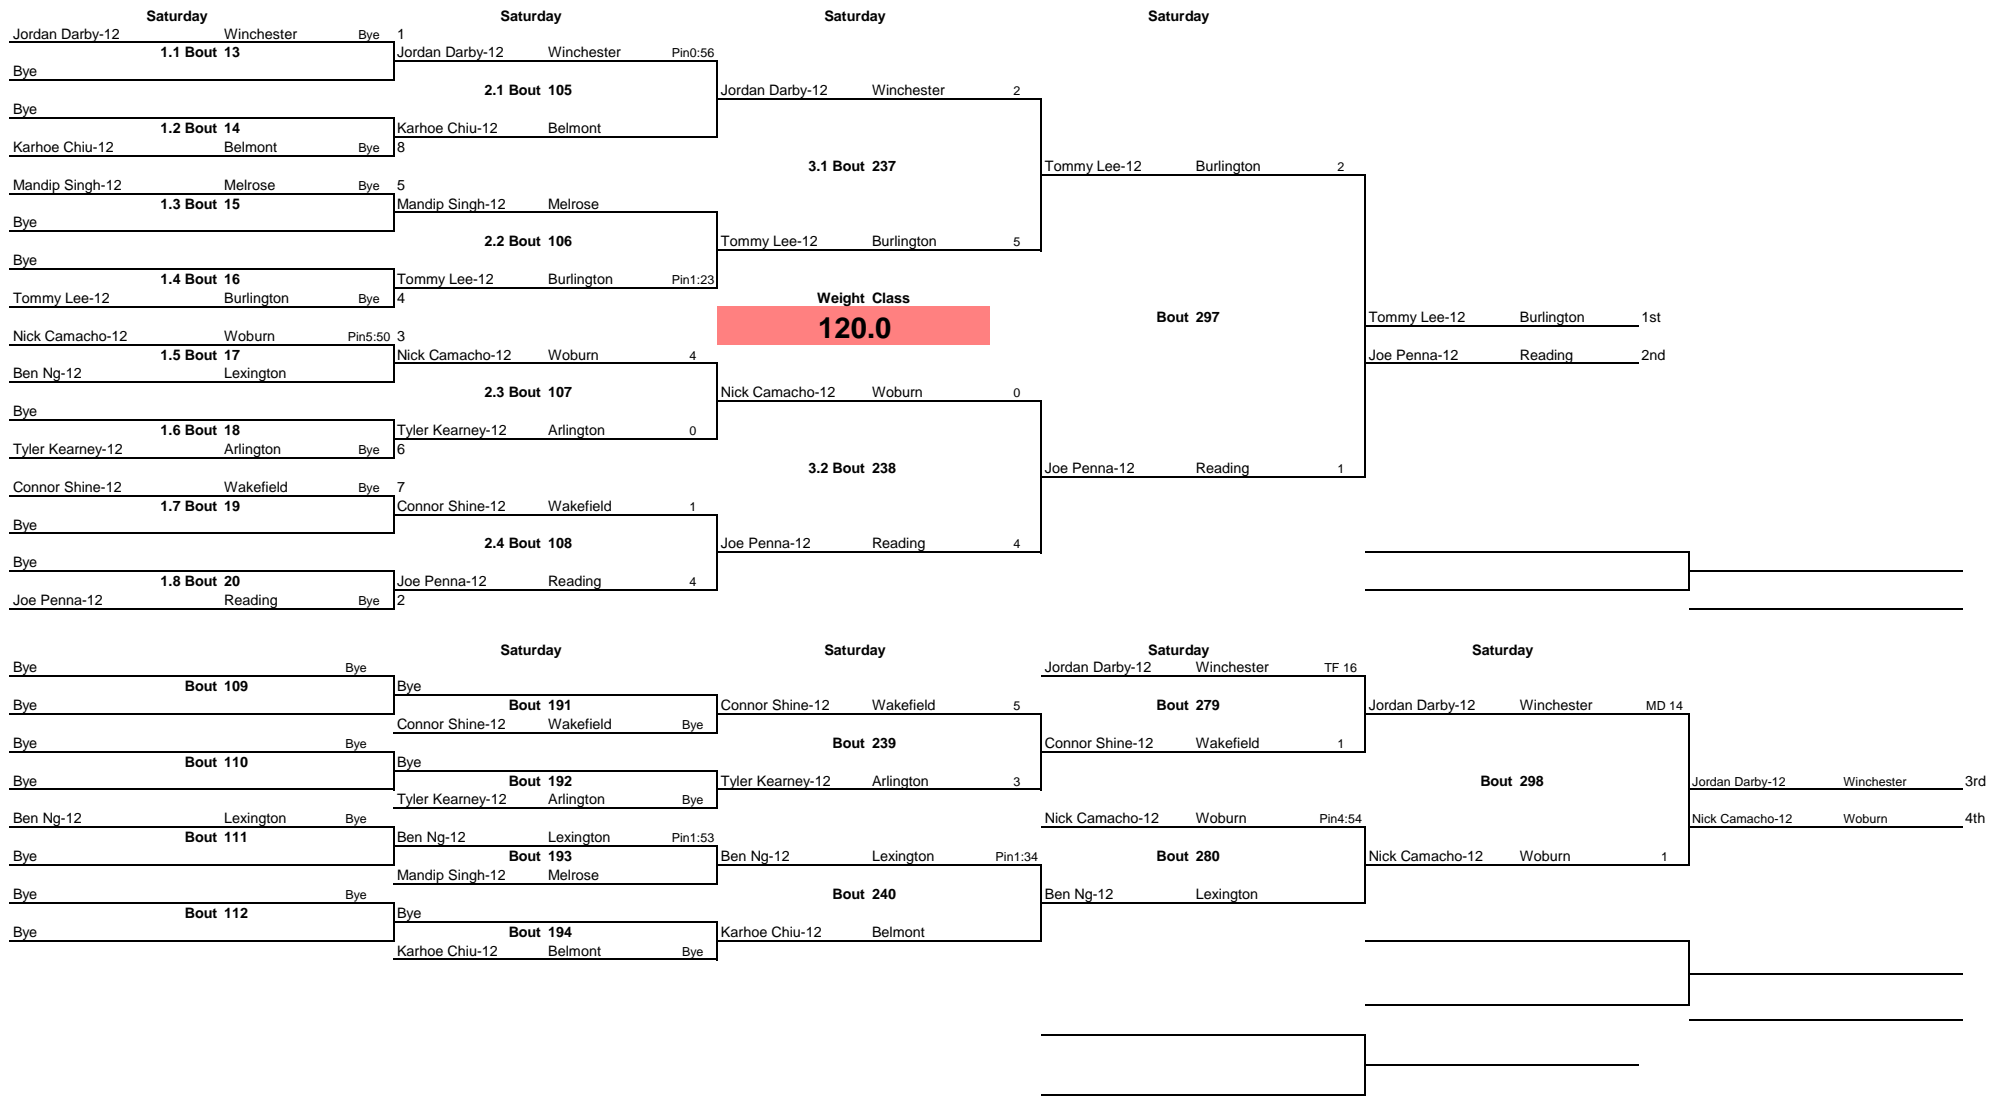 Saturday Saturday Saturday Saturday
Jordan Darby-12 Winchester Bye 1
1.1 Bout 13 Jordan Darby-12 Winchester Pin0:56
Bye
2.1 Bout 105 Jordan Darby-12 Winchester 2
Bye
1.2 Bout 14 Karhoe Chiu-12 Belmont
Karhoe Chiu-12 Belmont Bye 8
3.1 Bout 237 Tommy Lee-12 Burlington 2
Mandip Singh-12 Melrose Bye 5
1.3 Bout 15 Mandip Singh-12 Melrose
Bye
2.2 Bout 106 Tommy Lee-12 Burlington 5
Bye
1.4 Bout 16 Tommy Lee-12 Burlington Pin1:23
Tommy Lee-12 Burlington Bye 4 Weight Class
Bout 297 Tommy Lee-12 Burlington 1st
120.0
Nick Camacho-12 Woburn Pin5:50 3
1.5 Bout 17 Nick Camacho-12 Woburn 4 Joe Penna-12 Reading 2nd
Ben Ng-12 Lexington
2.3 Bout 107 Nick Camacho-12 Woburn 0
Bye
1.6 Bout 18 Tyler Kearney-12 Arlington 0
Tyler Kearney-12 Arlington Bye 6
3.2 Bout 238 Joe Penna-12 Reading 1
Connor Shine-12 Wakefield Bye 7
1.7 Bout 19 Connor Shine-12 Wakefield 1
Bye
2.4 Bout 108 Joe Penna-12 Reading 4
Bye
1.8 Bout 20 Joe Penna-12 Reading 4
Joe Penna-12 Reading Bye 2
Saturday Saturday Saturday Saturday
Bye Bye Jordan Darby-12 Winchester TF 16
Bout 109 Bye
Bye Bout 191 Connor Shine-12 Wakefield 5 Bout 279 Jordan Darby-12 Winchester MD 14
Connor Shine-12 Wakefield Bye
Bye Bye Bout 239 Connor Shine-12 Wakefield 1
Bout 110 Bye
Bye Bout 192 Tyler Kearney-12 Arlington 3 Bout 298 Jordan Darby-12 Winchester 3rd
Tyler Kearney-12 Arlington Bye
Ben Ng-12 Lexington Bye Nick Camacho-12 Woburn Pin4:54 Nick Camacho-12 Woburn 4th
Bout 111 Ben Ng-12 Lexington Pin1:53
Bye Bout 193 Ben Ng-12 Lexington Pin1:34 Bout 280 Nick Camacho-12 Woburn 1
Mandip Singh-12 Melrose
Bye Bye Bout 240 Ben Ng-12 Lexington
Bout 112 Bye
Bye Bout 194 Karhoe Chiu-12 Belmont
Karhoe Chiu-12 Belmont Bye